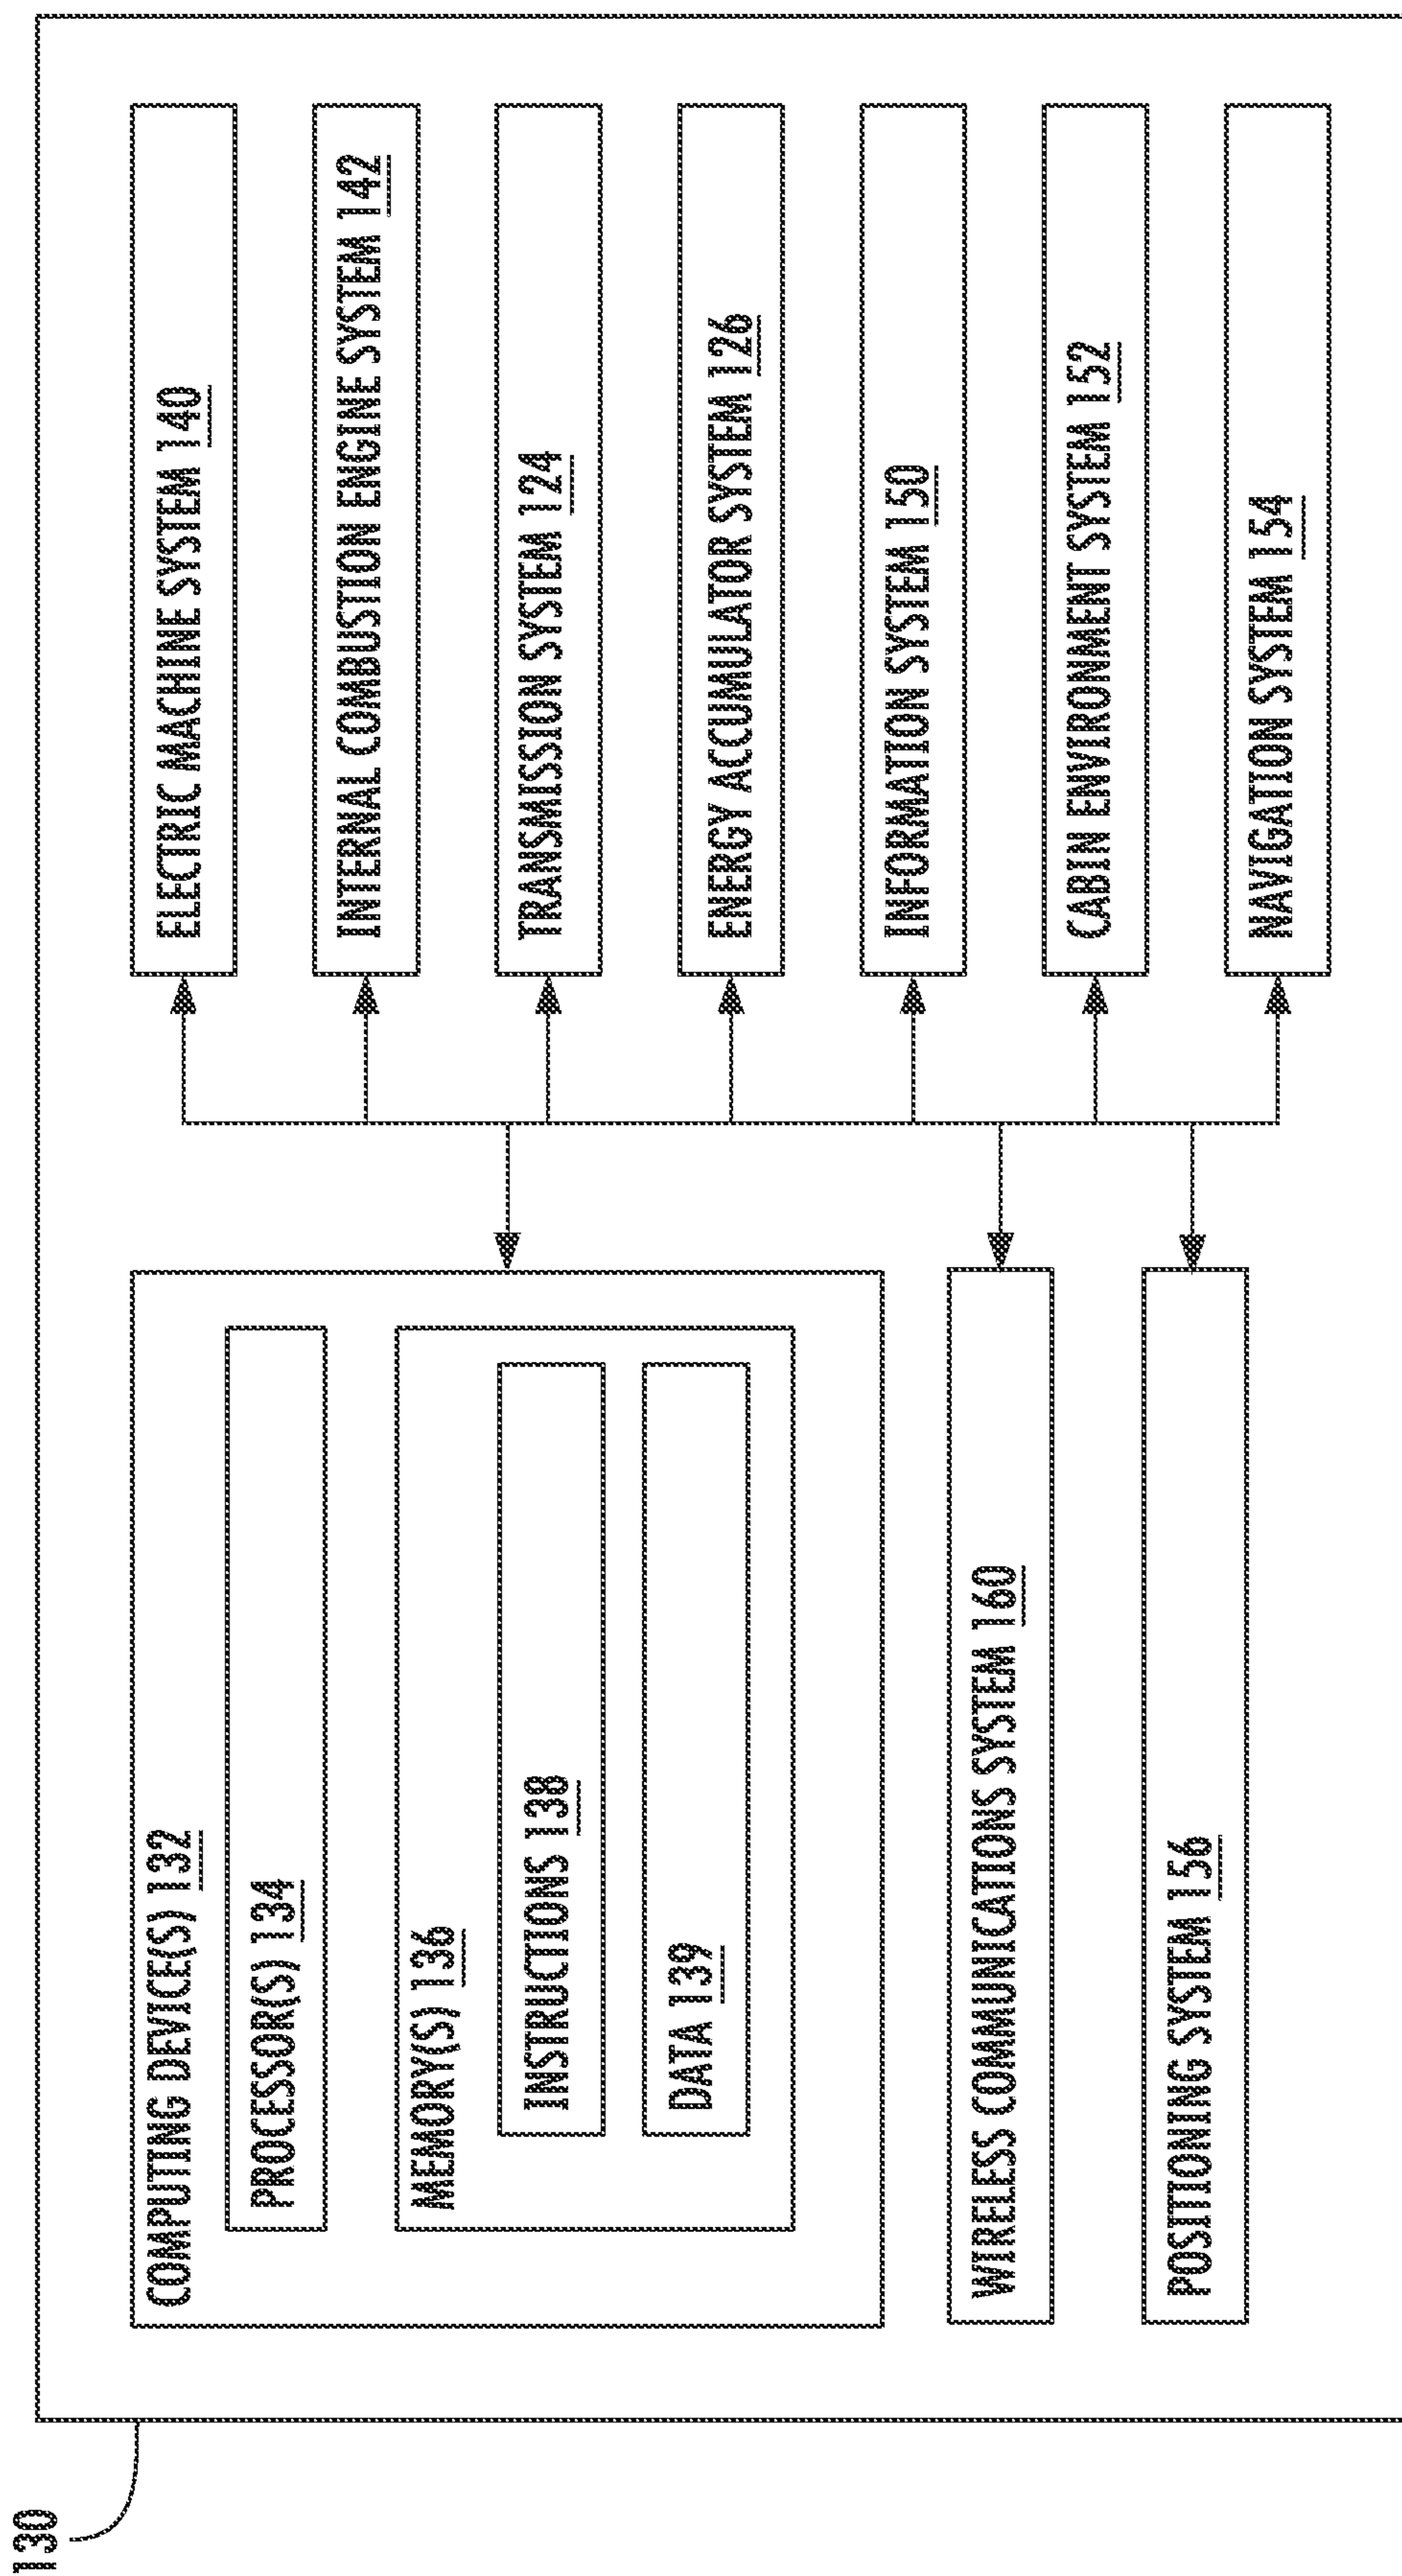 130
COMPUTING DEVICE(S) 132
PROCESSOR(S) 134
MEMORY(S) 136
INSTRUCTIONS 138
DATA 139
WIRELESS COMMUNICATIONS SYSTEM 160
POSITIONING SYSTEM 156
ELECTRIC MACHINE SYSTEM 140
INTERNAL COMBUSTION ENGINE SYSTEM 142
TRANSMISSION SYSTEM 124
ENERGY ACCUMULATOR SYSTEM 126
INFORMATION SYSTEM 150
CABIN ENVIRONMENT SYSTEM 152
NAVIGATION SYSTEM 154